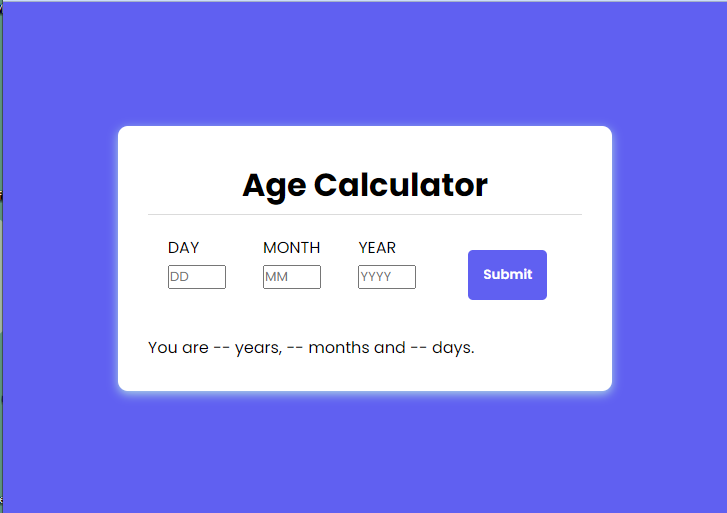 Age Calculator
DAY MONTH YEAR
DD MM YYYY Submit
You are -- years, -- months and -- days.